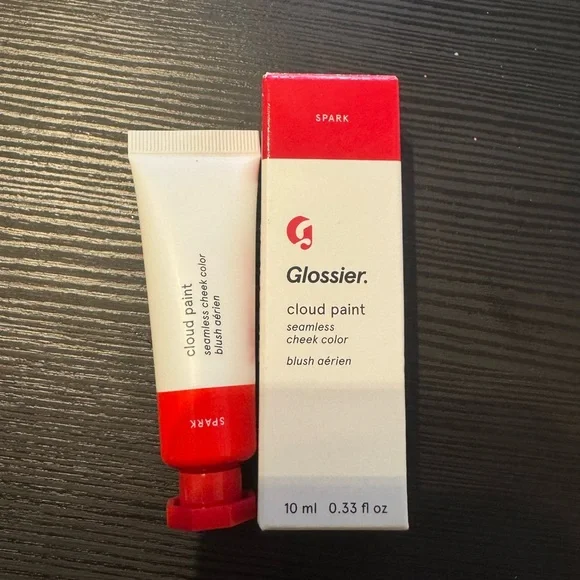 cloud paint
seamless cheek color
blush aérien
SPARK
SPARK
Glossier.
cloud paint
seamless
cheek color
blush aérien
10 ml 0.33 fl oz